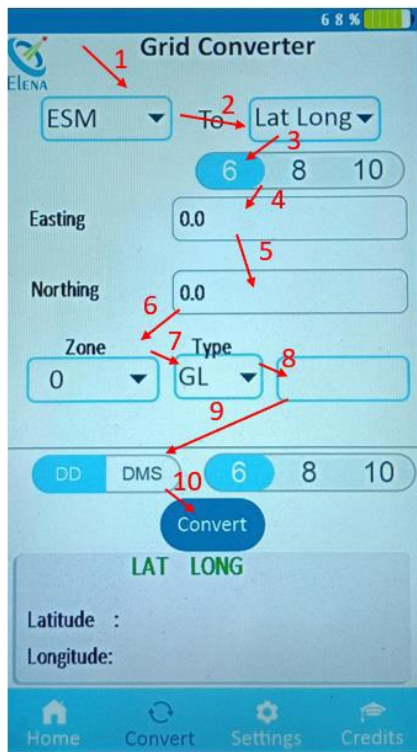 68%
ELENA
Grid Converter
1
ESM To Lat Long
2
3
6 8 10
4
Easting 0.0
5
Northing 0.0
6
Zone 7 Type
0 GL
8
9
DD DMS 6 8 10
10
Convert
LAT LONG
Latitude :
Longitude:
Home Convert Settings Credits